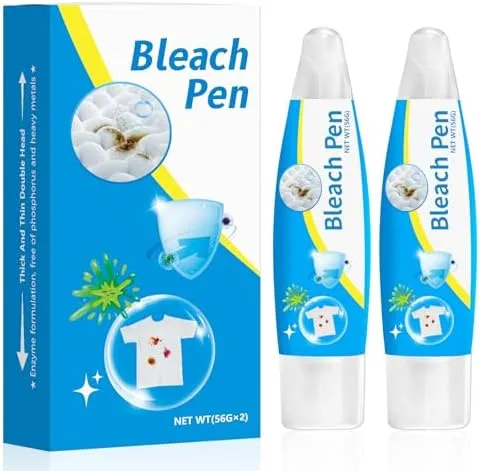 Bleach
Pen
← Thick And Thin Double Head →
★ Enzyme formulation, free of phosphorus and heavy metals ★
NET WT(56G×2)
Bleach Pen
NET WT(56G)
Bleach Pen
NET WT(56G)